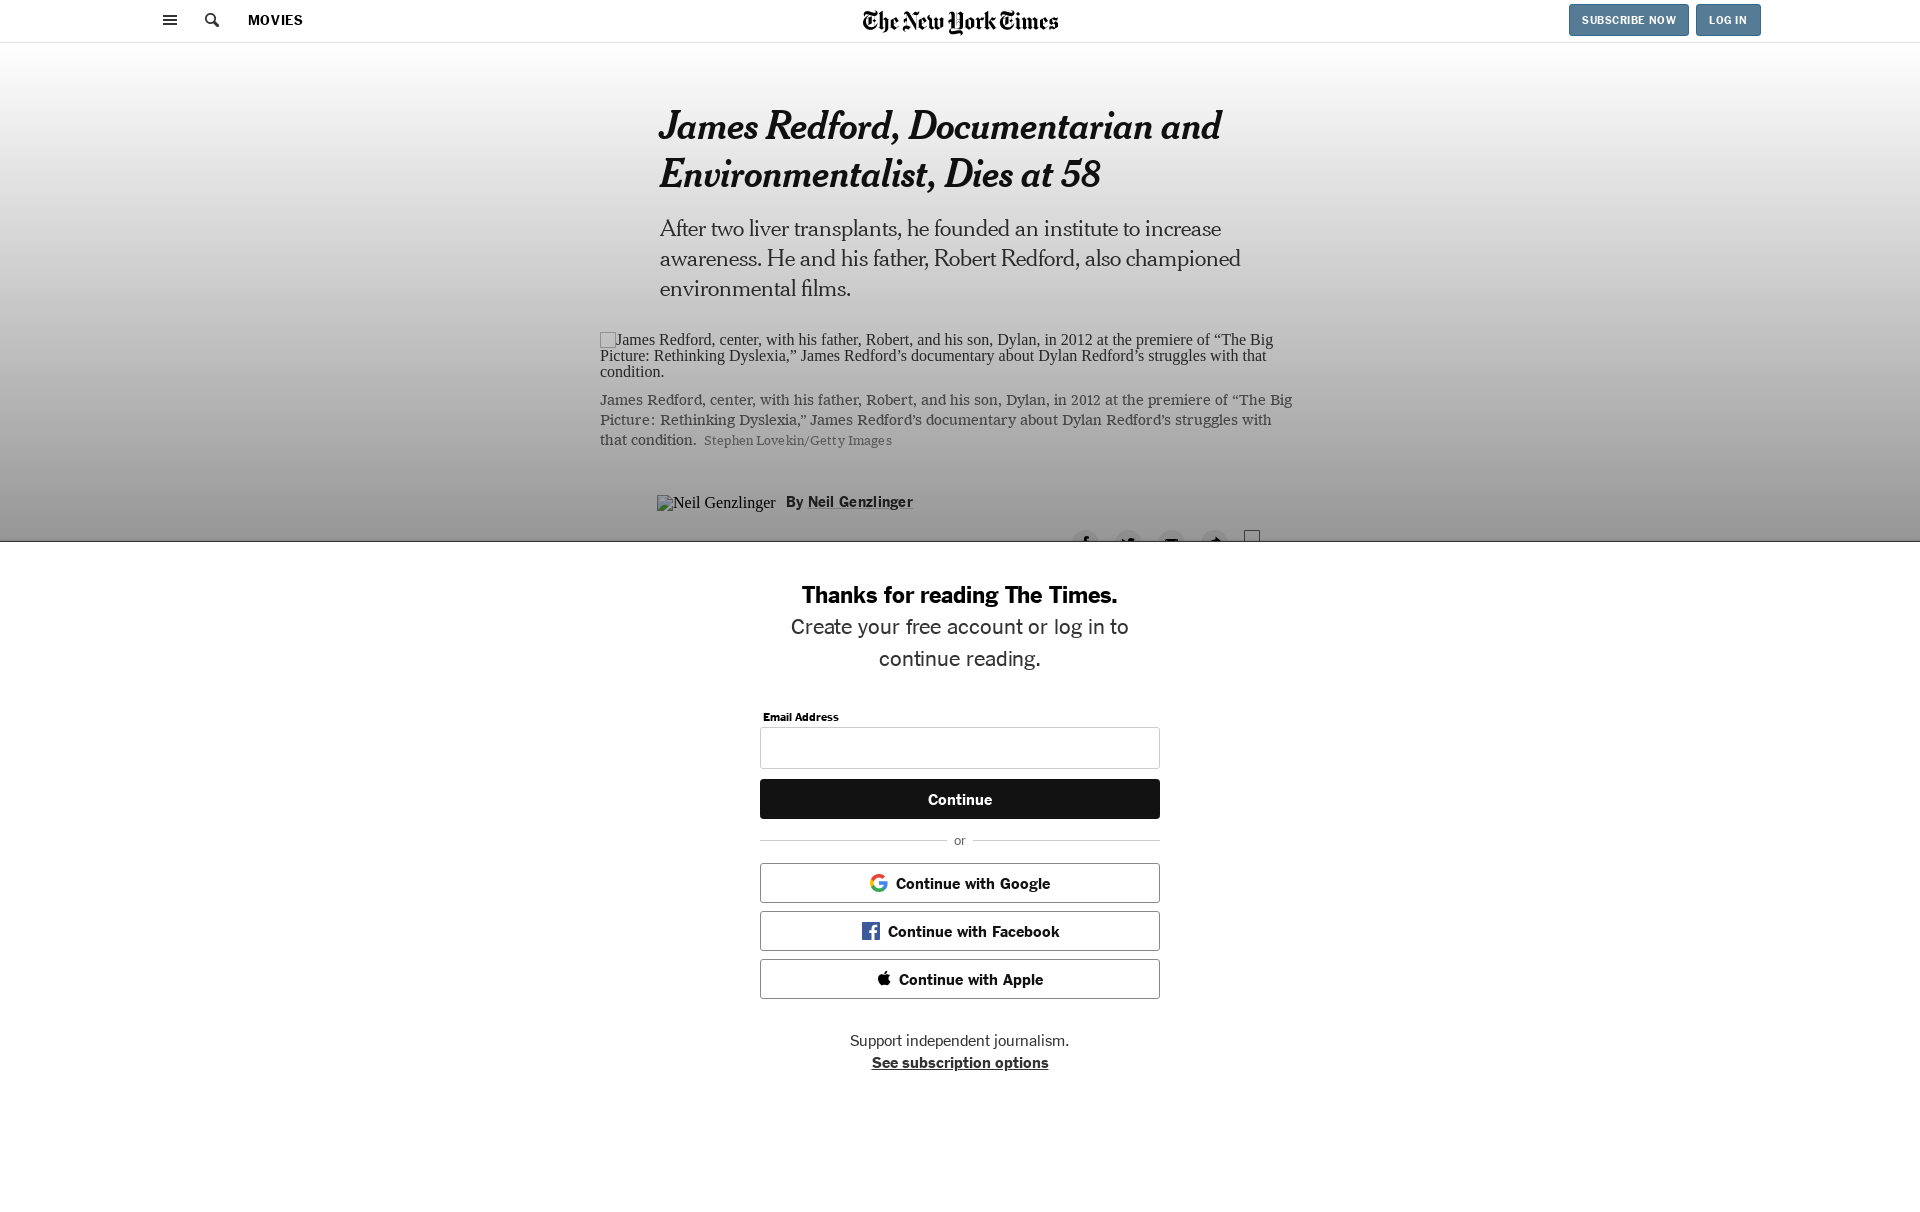 MOVIES
The New York Times
SUBSCRIBE NOW
LOG IN
James Redford, Documentarian and
Environmentalist, Dies at 58
After two liver transplants, he founded an institute to increase
awareness. He and his father, Robert Redford, also championed
environmental films.
James Redford, center, with his father, Robert, and his son, Dylan, in 2012 at the premiere of “The Big
Picture: Rethinking Dyslexia,” James Redford’s documentary about Dylan Redford’s struggles with that
condition.
James Redford, center, with his father, Robert, and his son, Dylan, in 2012 at the premiere of “The Big
Picture: Rethinking Dyslexia,” James Redford’s documentary about Dylan Redford’s struggles with
that condition. Stephen Lovekin/Getty Images
Neil Genzlinger By Neil Genzlinger
Thanks for reading The Times.
Create your free account or log in to
continue reading.
Email Address
Continue
or
Continue with Google
Continue with Facebook
Continue with Apple
Support independent journalism.
See subscription options